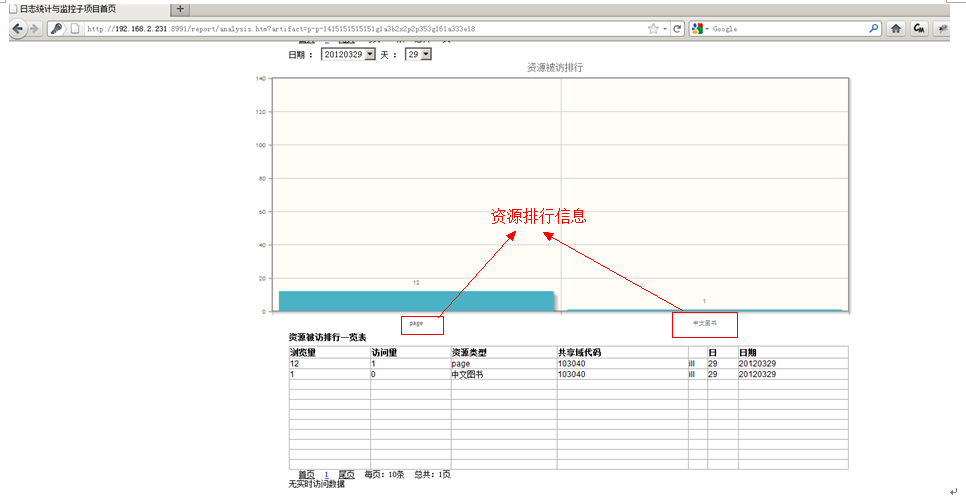 日志统计与监控子项目首页
http://192.168.2.231:8991/report/analysis.htm?artifact=p-p-1415151515151g1a3b2x2p2p353g161a333e18
Google
日期 : 20120329 天 : 29
资源被访排行
140
120
100
80
60
40
20
0
资源排行信息
12
1
page
中文图书
资源被访排行一览表
浏览量 访问量 资源类型 共享域代码 日 日期
12 1 page 103040 ill 29 20120329
1 0 中文图书 103040 ill 29 20120329
首页 1 尾页 每页: 10条 总共: 1页
无实时访问数据